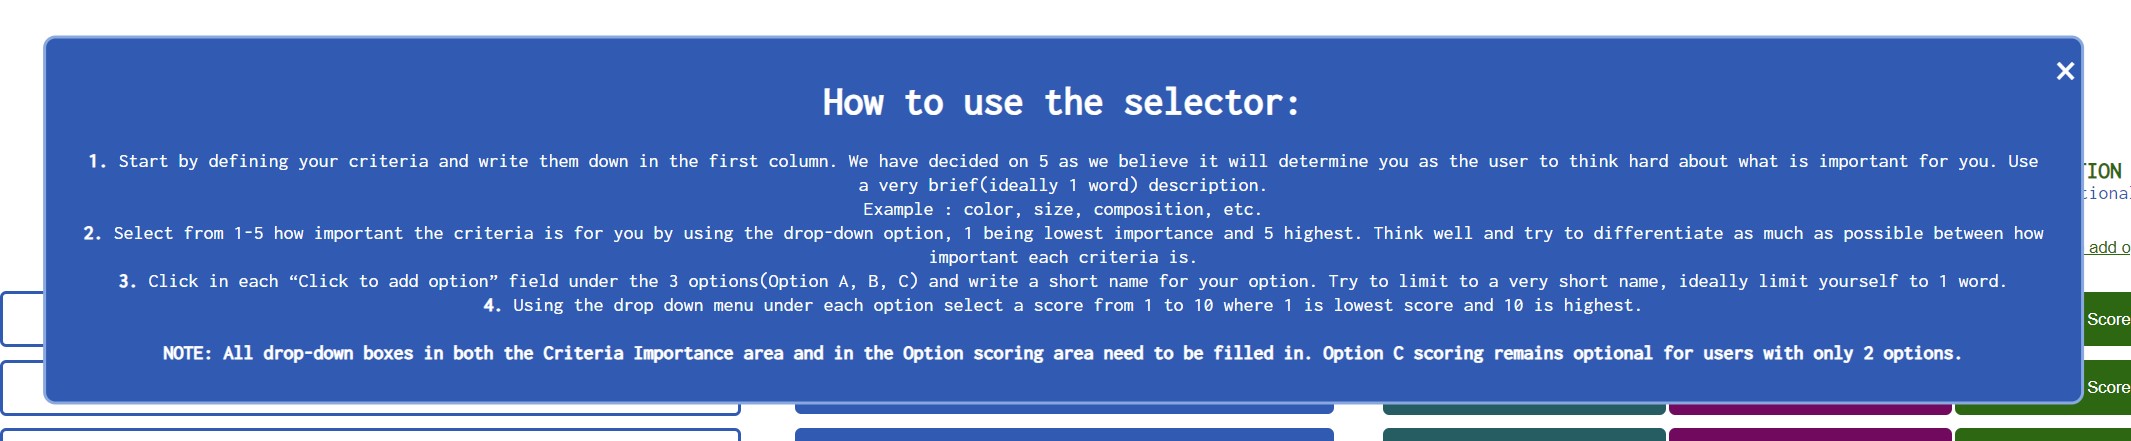 ×
How to use the selector:
1. Start by defining your criteria and write them down in the first column. We have decided on 5 as we believe it will determine you as the user to think hard about what is important for you. Use
a very brief(ideally 1 word) description.
Example : color, size, composition, etc.
2. Select from 1-5 how important the criteria is for you by using the drop-down option, 1 being lowest importance and 5 highest. Think well and try to differentiate as much as possible between how
important each criteria is.
3. Click in each “Click to add option” field under the 3 options(Option A, B, C) and write a short name for your option. Try to limit to a very short name, ideally limit yourself to 1 word.
4. Using the drop down menu under each option select a score from 1 to 10 where 1 is lowest score and 10 is highest.
NOTE: All drop-down boxes in both the Criteria Importance area and in the Option scoring area need to be filled in. Option C scoring remains optional for users with only 2 options.
TION
tional
add o
Score
Score